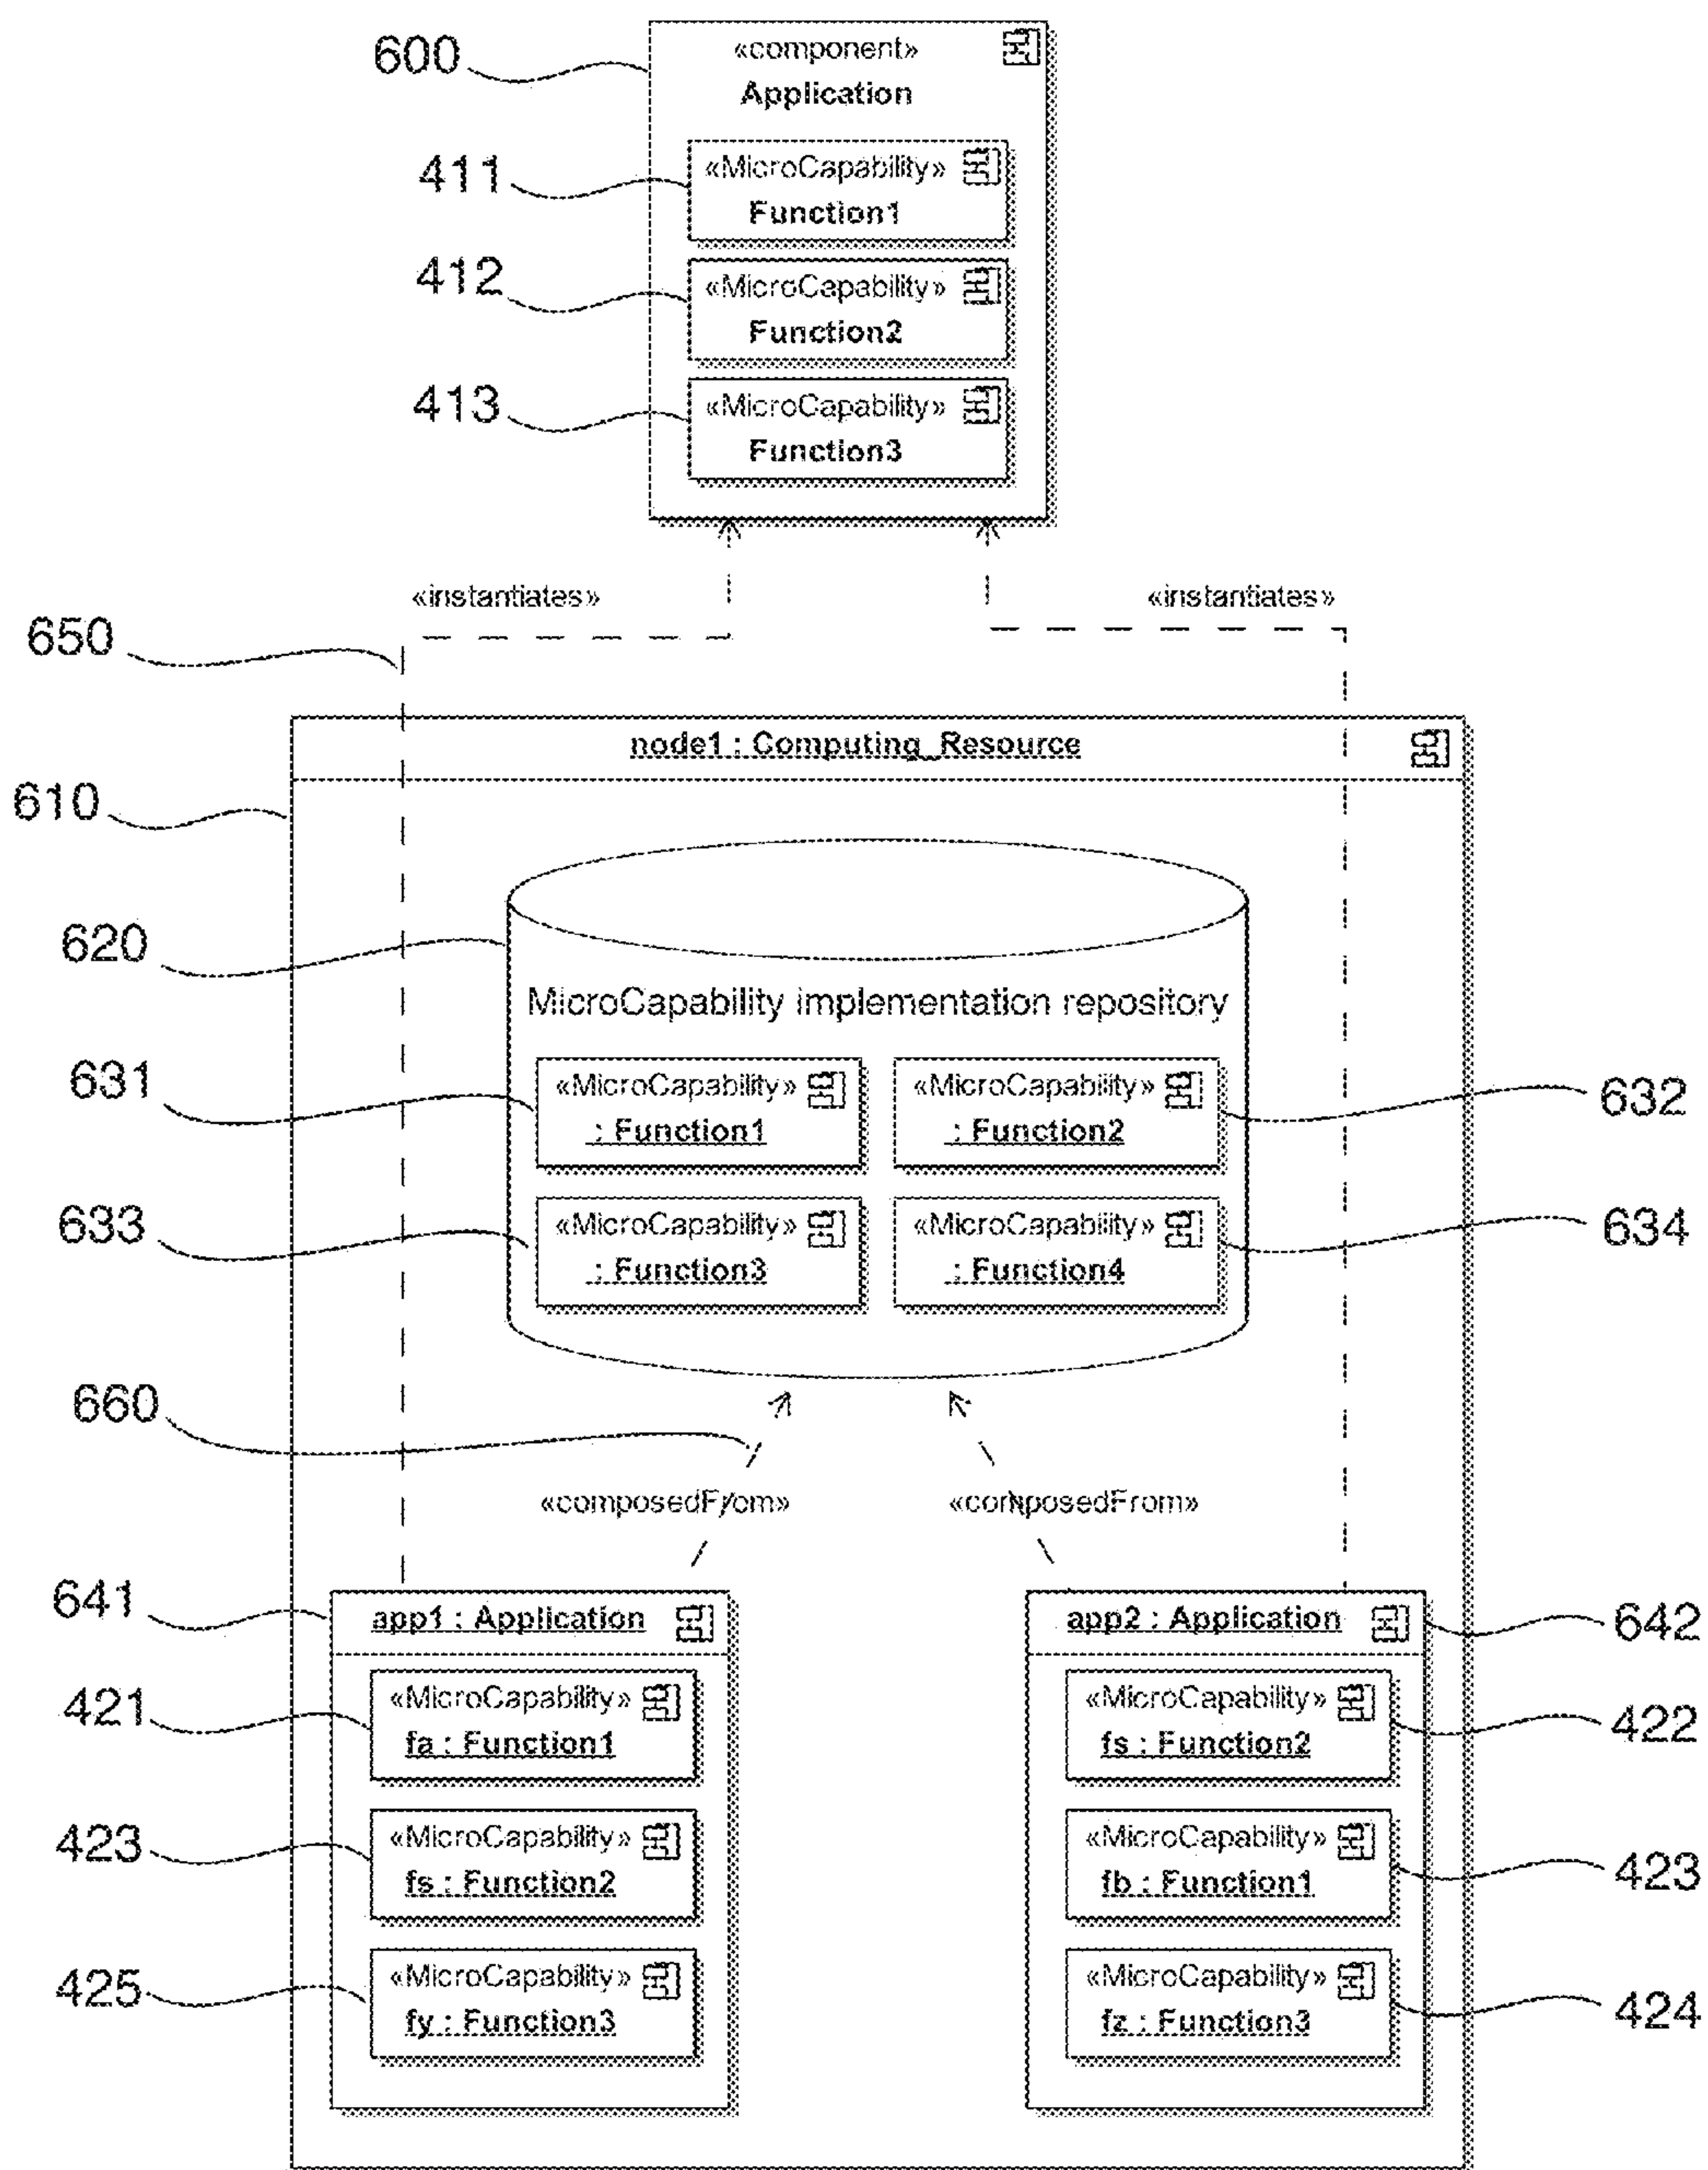 600
«component»
Application
411
«MicroCapability»
Function1
412
«MicroCapability»
Function2
413
«MicroCapability»
Function3
«instantiates»
«instantiates»
650
node1 : Computing_Resource
610
620
MicroCapability implementation repository
631
«MicroCapability»
: Function1
«MicroCapability»
: Function2
632
633
«MicroCapability»
: Function3
«MicroCapability»
: Function4
634
660
«composedFrom»
«composedFrom»
641
app1 : Application
app2 : Application
642
421
«MicroCapability»
fa : Function1
«MicroCapability»
fs : Function2
422
423
«MicroCapability»
fs : Function2
«MicroCapability»
fb : Function1
423
425
«MicroCapability»
fy : Function3
«MicroCapability»
fz : Function3
424